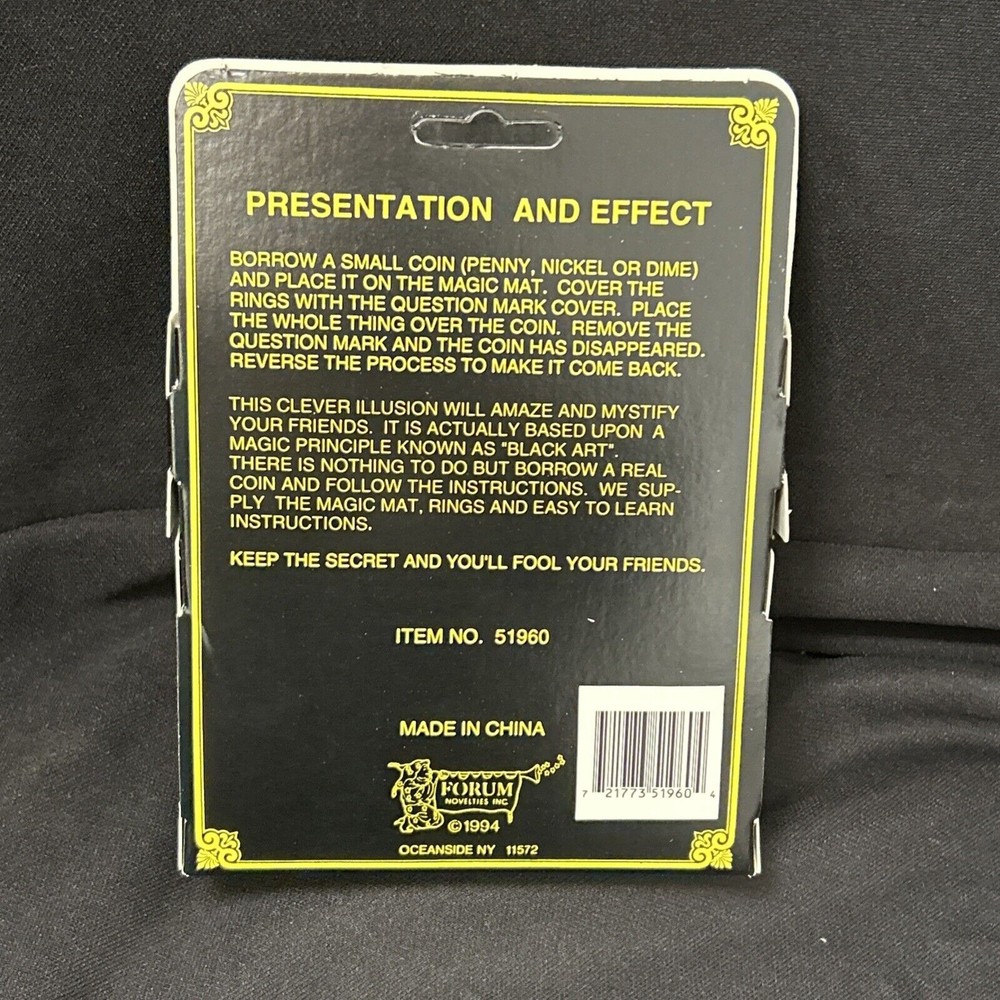 PRESENTATION AND EFFECT
BORROW A SMALL COIN (PENNY, NICKEL OR DIME)
AND PLACE IT ON THE MAGIC MAT. COVER THE
RINGS WITH THE QUESTION MARK COVER. PLACE
THE WHOLE THING OVER THE COIN. REMOVE THE
QUESTION MARK AND THE COIN HAS DISAPPEARED.
REVERSE THE PROCESS TO MAKE IT COME BACK.
THIS CLEVER ILLUSION WILL AMAZE AND MYSTIFY
YOUR FRIENDS. IT IS ACTUALLY BASED UPON A
MAGIC PRINCIPLE KNOWN AS "BLACK ART".
THERE IS NOTHING TO DO BUT BORROW A REAL
COIN AND FOLLOW THE INSTRUCTIONS. WE SUP-
PLY THE MAGIC MAT, RINGS AND EASY TO LEARN
INSTRUCTIONS.
KEEP THE SECRET AND YOU'LL FOOL YOUR FRIENDS.
ITEM NO. 51960
MADE IN CHINA
FORUM
NOVELTIES INC.
©1994
OCEANSIDE NY 11572
7 21773 51960 4